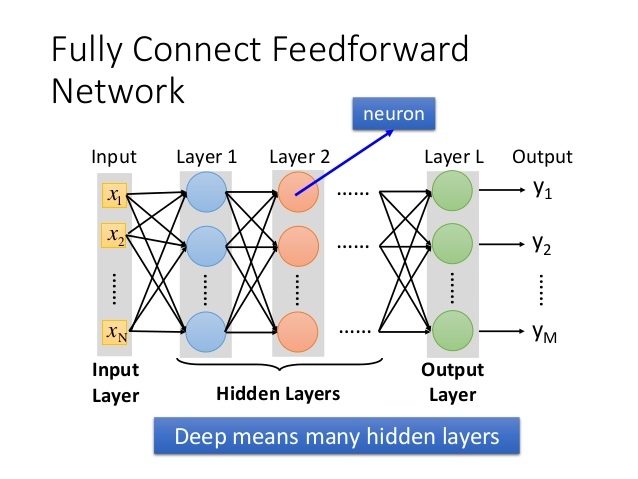 Fully Connect Feedforward
Network
neuron
Input Layer 1 Layer 2 Layer L Output
x1 …… y1
x2 …… y2
…… …… …… …… ……
xN …… yM
Input
Layer
Hidden Layers
Output
Layer
Deep means many hidden layers